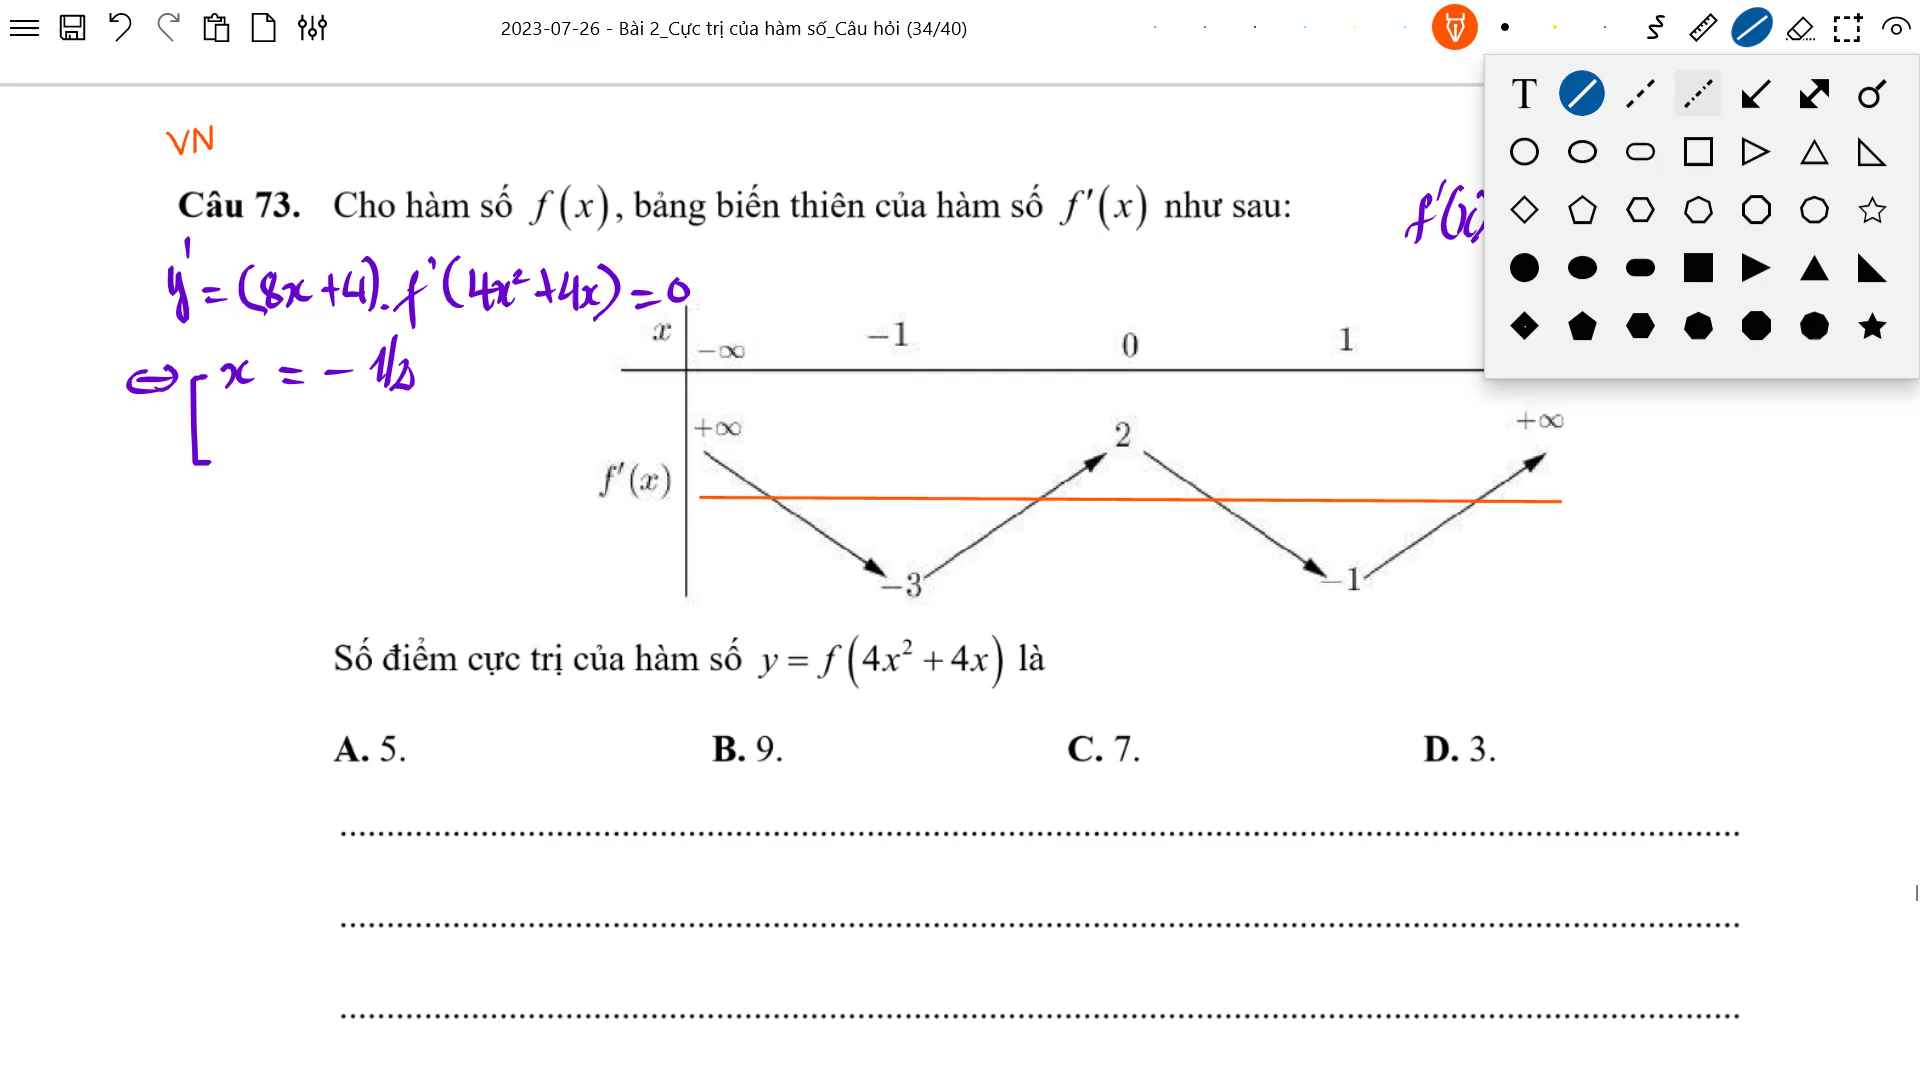 2023-07-26 - Bài 2_Cực trị của hàm số_Câu hỏi (34/40)
T
VN
Câu 73. Cho hàm số f(x), bảng biến thiên của hàm số f'(x) như sau:
f'(x)
y' = (8x+4).f'(4x²+4x) = 0
⇔ [ x = -1/2
x -∞ -1 0 1
+∞ 2 +∞
f'(x)
-3 -1
Số điểm cực trị của hàm số y = f(4x² + 4x) là
A. 5. B. 9. C. 7. D. 3.